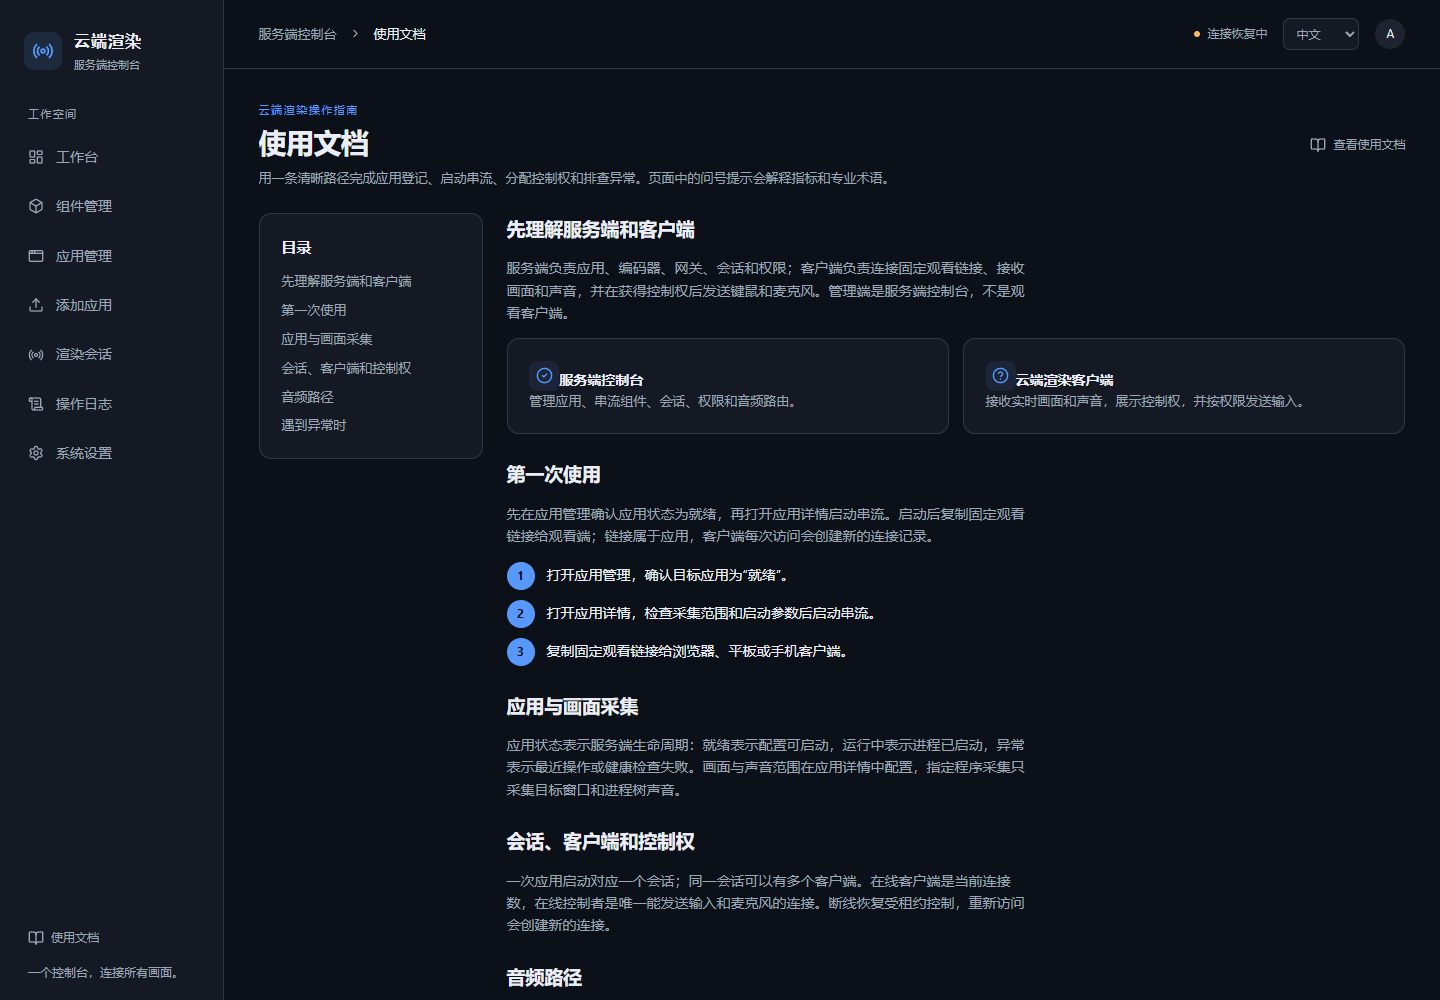 云端渲染
服务端控制台
工作空间
工作台
组件管理
应用管理
添加应用
渲染会话
操作日志
系统设置
使用文档
一个控制台，连接所有画面。
服务端控制台 > 使用文档
连接恢复中
中文
A
云端渲染操作指南
使用文档
查看使用文档
用一条清晰路径完成应用登记、启动串流、分配控制权和排查异常。页面中的问号提示会解释指标和专业术语。
目录
先理解服务端和客户端
第一次使用
应用与画面采集
会话、客户端和控制权
音频路径
遇到异常时
先理解服务端和客户端
服务端负责应用、编码器、网关、会话和权限；客户端负责连接固定观看链接、接收
画面和声音，并在获得控制权后发送键鼠和麦克风。管理端是服务端控制台，不是观
看客户端。
服务端控制台
管理应用、串流组件、会话、权限和音频路由。
云端渲染客户端
接收实时画面和声音，展示控制权，并按权限发送输入。
第一次使用
先在应用管理确认应用状态为就绪，再打开应用详情启动串流。启动后复制固定观看
链接给观看端；链接属于应用，客户端每次访问会创建新的连接记录。
1 打开应用管理，确认目标应用为“就绪”。
2 打开应用详情，检查采集范围和启动参数后启动串流。
3 复制固定观看链接给浏览器、平板或手机客户端。
应用与画面采集
应用状态表示服务端生命周期：就绪表示配置可启动，运行中表示进程已启动，异常
表示最近操作或健康检查失败。画面与声音范围在应用详情中配置，指定程序采集只
采集目标窗口和进程树声音。
会话、客户端和控制权
一次应用启动对应一个会话；同一会话可以有多个客户端。在线客户端是当前连接
数，在线控制者是唯一能发送输入和麦克风的连接。断线恢复受租约控制，重新访问
会创建新的连接。
音频路径